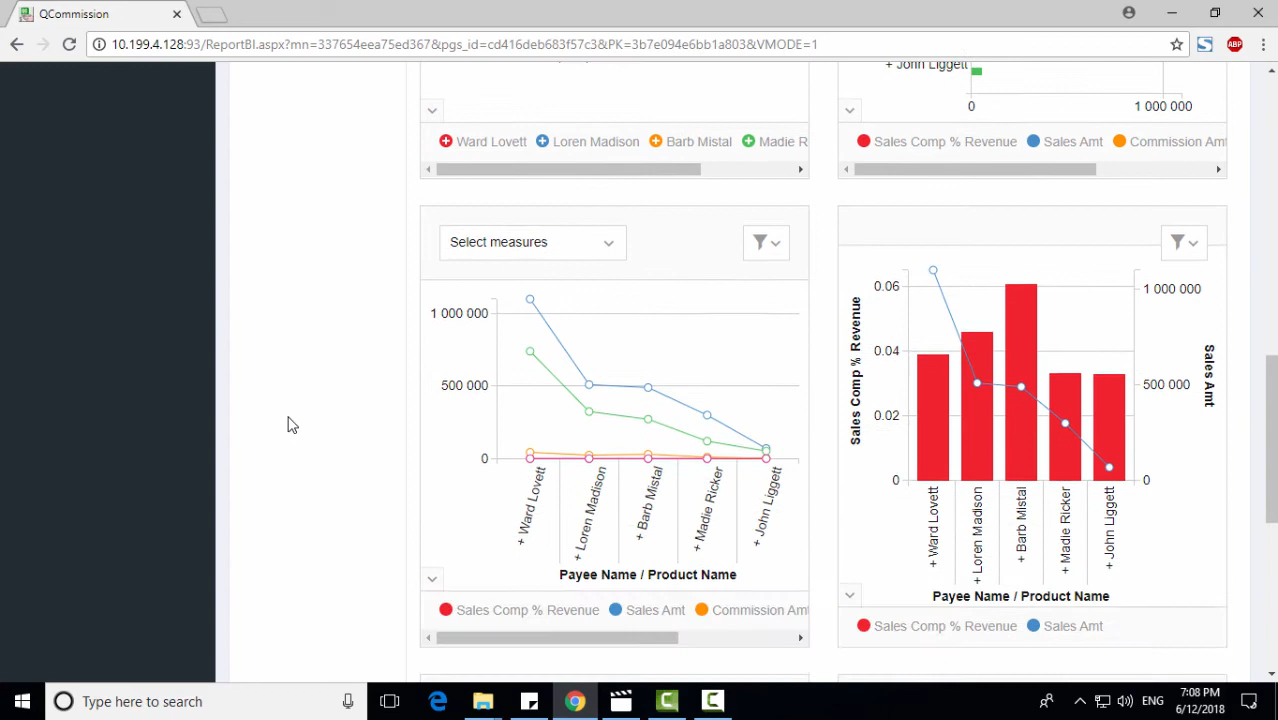 QCommission
10.199.4.128:93/ReportBI.aspx?mn=337654eea75ed367&pgs_id=cd416deb683f57c3&PK=3b7e094e6bb1a803&VMODE=1
ABP
+ John Liggett
0 1 000 000
Ward Lovett Loren Madison Barb Mistal Madie R
Sales Comp % Revenue Sales Amt Commission Amt
Select measures
1 000 000
500 000
0
+ Ward Lovett
+ Loren Madison
+ Barb Mistal
+ Madie Ricker
+ John Liggett
Payee Name / Product Name
Sales Comp % Revenue Sales Amt Commission Amt
Sales Comp % Revenue
0.06
0.04
0.02
0
1 000 000
500 000
0
Sales Amt
+ Ward Lovett
+ Loren Madison
+ Barb Mistal
+ Madie Ricker
+ John Liggett
Payee Name / Product Name
Sales Comp % Revenue Sales Amt
Type here to search
ENG
7:08 PM
6/12/2018